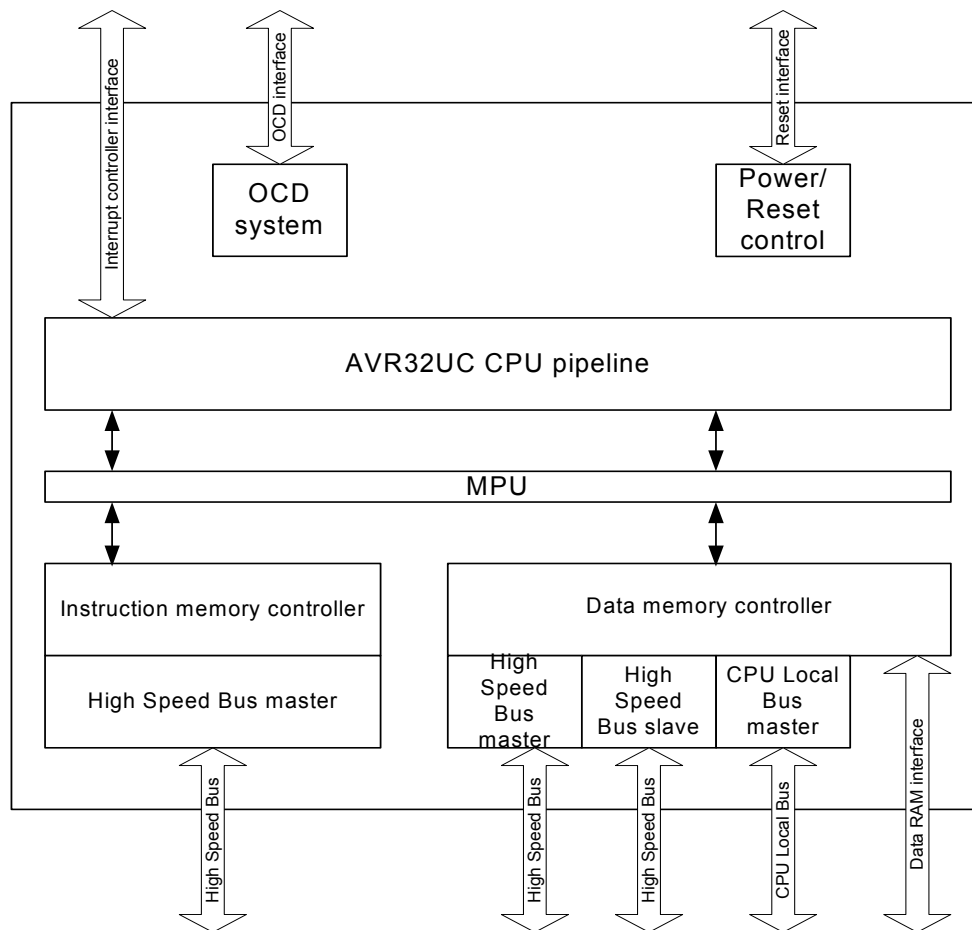 Interrupt controller interface
OCD interface
Reset interface
OCD
system
Power/
Reset
control
AVR32UC CPU pipeline
MPU
Instruction memory controller
Data memory controller
High Speed Bus master
High
Speed
Bus
master
High
Speed
Bus slave
CPU Local
Bus
master
High Speed Bus
High Speed Bus
High Speed Bus
CPU Local Bus
Data RAM interface